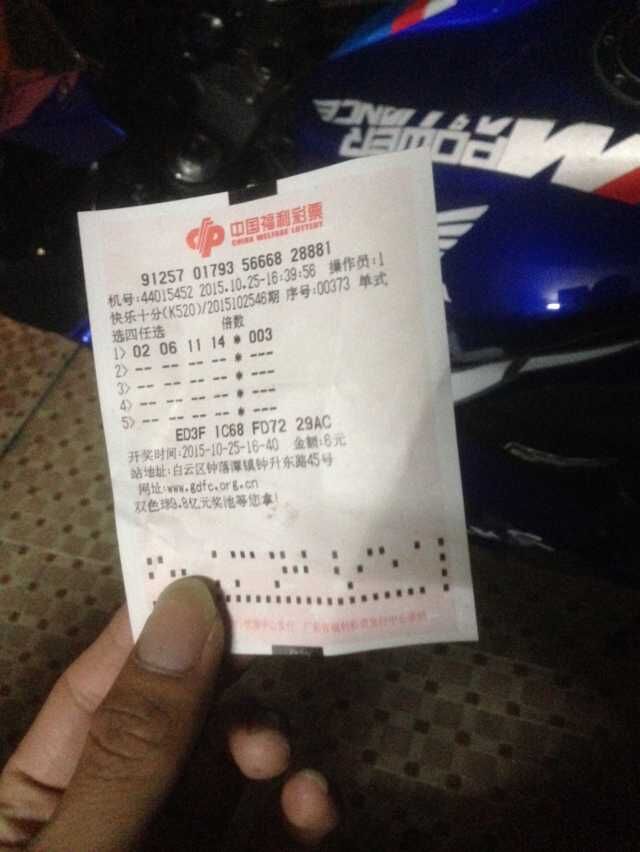 POWER
中国福利彩票
CHINA WELFARE LOTTERY
91257 01793 56668 28881
机号:44015452 2015.10.25-16:39:56 操作员:1
快乐十分(K520)/2015102546期 序号:00373 单式
选四任选 倍数
1> 02 06 11 14 * 003
2> -- -- -- -- * ---
3> -- -- -- -- * ---
4> -- -- -- -- * ---
5> -- -- -- -- * ---
ED3F 1C68 FD72 29AC
开奖时间:2015-10-25-16-40 金额:6元
站地址:白云区钟落潭镇钟升东路45号
网址:www.gdfc.org.cn
双色球9.8亿元奖池等您拿!